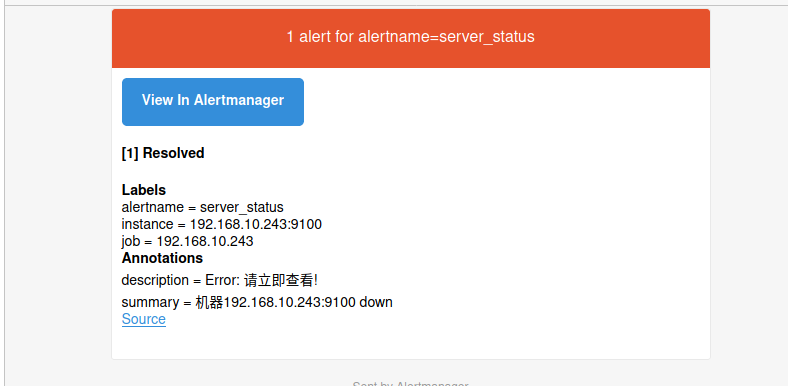 1 alert for alertname=server_status
View In Alertmanager
[1] Resolved
Labels
alertname = server_status
instance = 192.168.10.243:9100
job = 192.168.10.243
Annotations
description = Error: 请立即查看!
summary = 机器192.168.10.243:9100 down
Source
Sent by Alertmanager